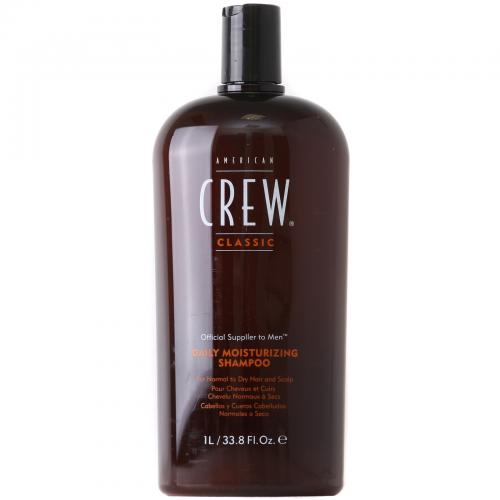 AMERICAN
CREW®
CLASSIC
Official Supplier to Men™
DAILY MOISTURIZING
SHAMPOO
For Normal to Dry Hair and Scalp
Pour Cheveux et Cuirs
Chevelu Normaux à Secs
Cabellos y Cueros Cabelludos
Normales a Seco
1L / 33.8 Fl.Oz. ℮